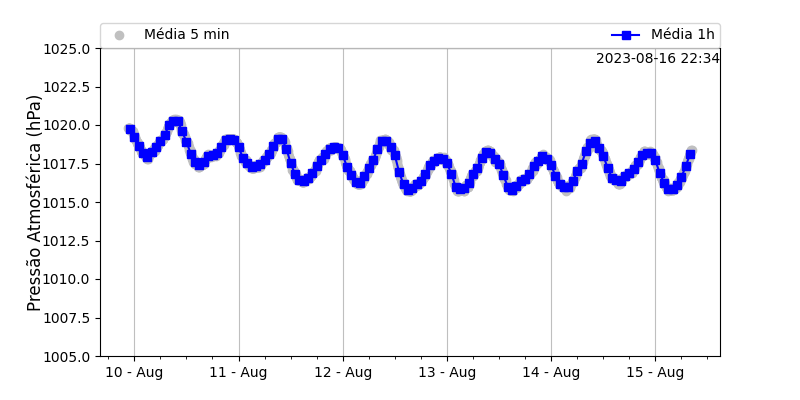 Média 5 min
Média 1h
2023-08-16 22:34
Pressão Atmosférica (hPa)
1025.0
1022.5
1020.0
1017.5
1015.0
1012.5
1010.0
1007.5
1005.0
10 - Aug
11 - Aug
12 - Aug
13 - Aug
14 - Aug
15 - Aug